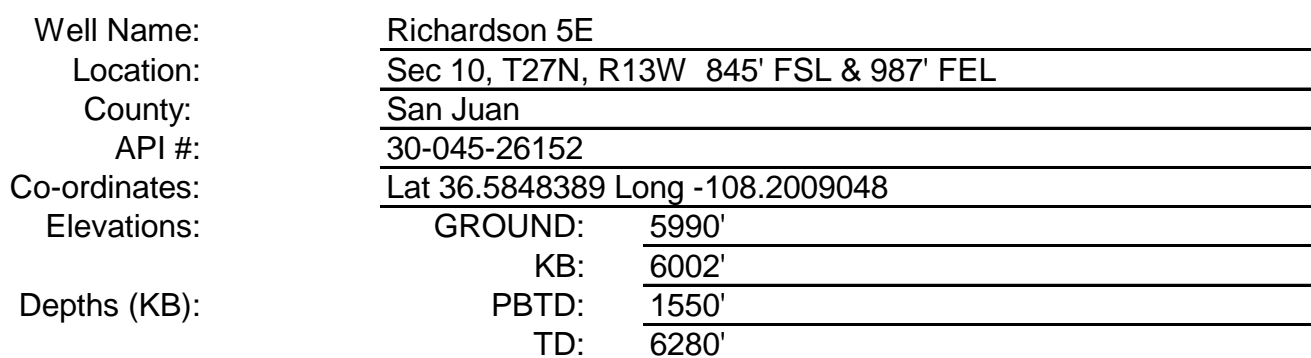 Well Name: Richardson 5E
Location: Sec 10, T27N, R13W 845' FSL & 987' FEL
County: San Juan
API #: 30-045-26152
Co-ordinates: Lat 36.5848389 Long -108.2009048
Elevations: GROUND: 5990'
KB: 6002'
Depths (KB): PBTD: 1550'
TD: 6280'